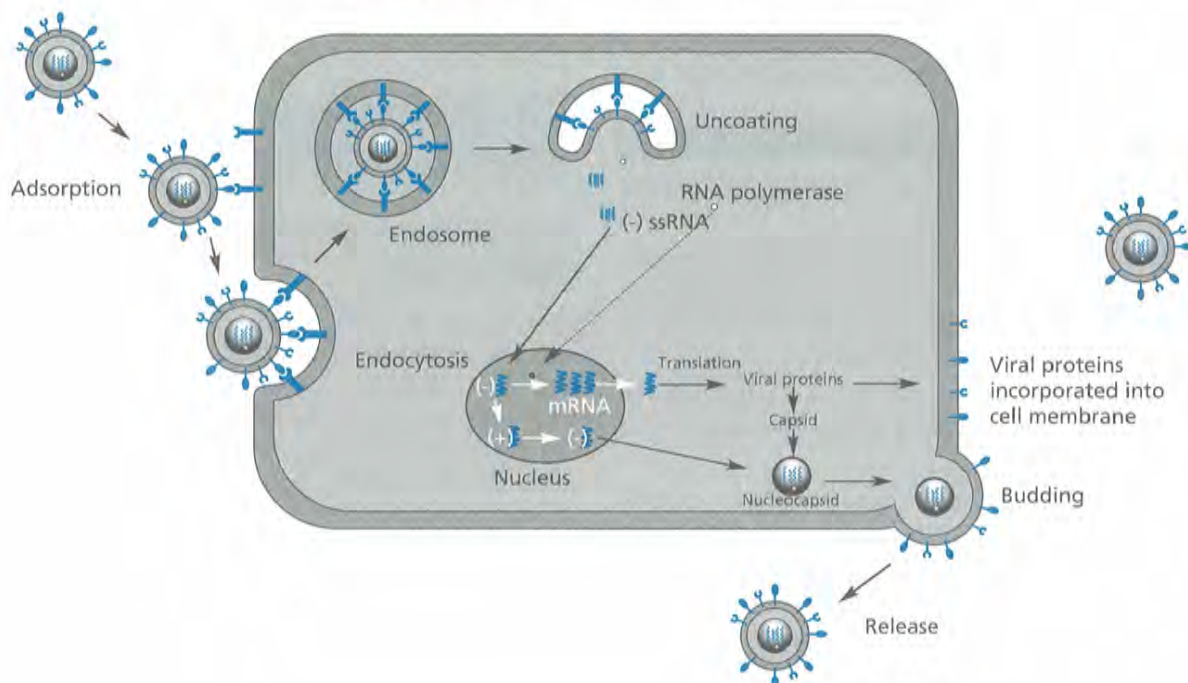 Uncoating
RNA polymerase
Adsorption
(-) ssRNA
Endosome
Endocytosis
Translation
(-)
mRNA
Viral proteins
Viral proteins
incorporated into
cell membrane
Capsid
(+)
(-)
Nucleus
Nucleocapsid
Budding
Release